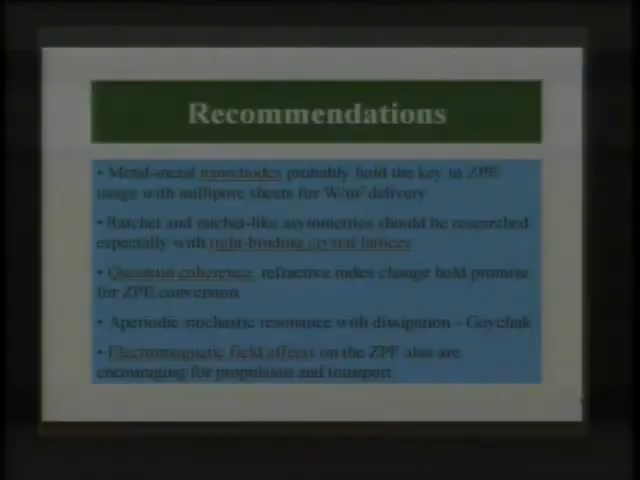 Recommendations
• Metal-metal nanodiodes probably hold the key to ZPE
usage with millipore sheets for W/m² delivery
• Ratchet and ratchet-like asymmetries should be researched
especially with tight-binding crystal lattices
• Quantum coherence, refractive index change hold promise
for ZPE conversion
• Aperiodic stochastic resonance with dissipation - Goychuk
• Electromagnetic field effects on the ZPF also are
encouraging for propulsion and transport